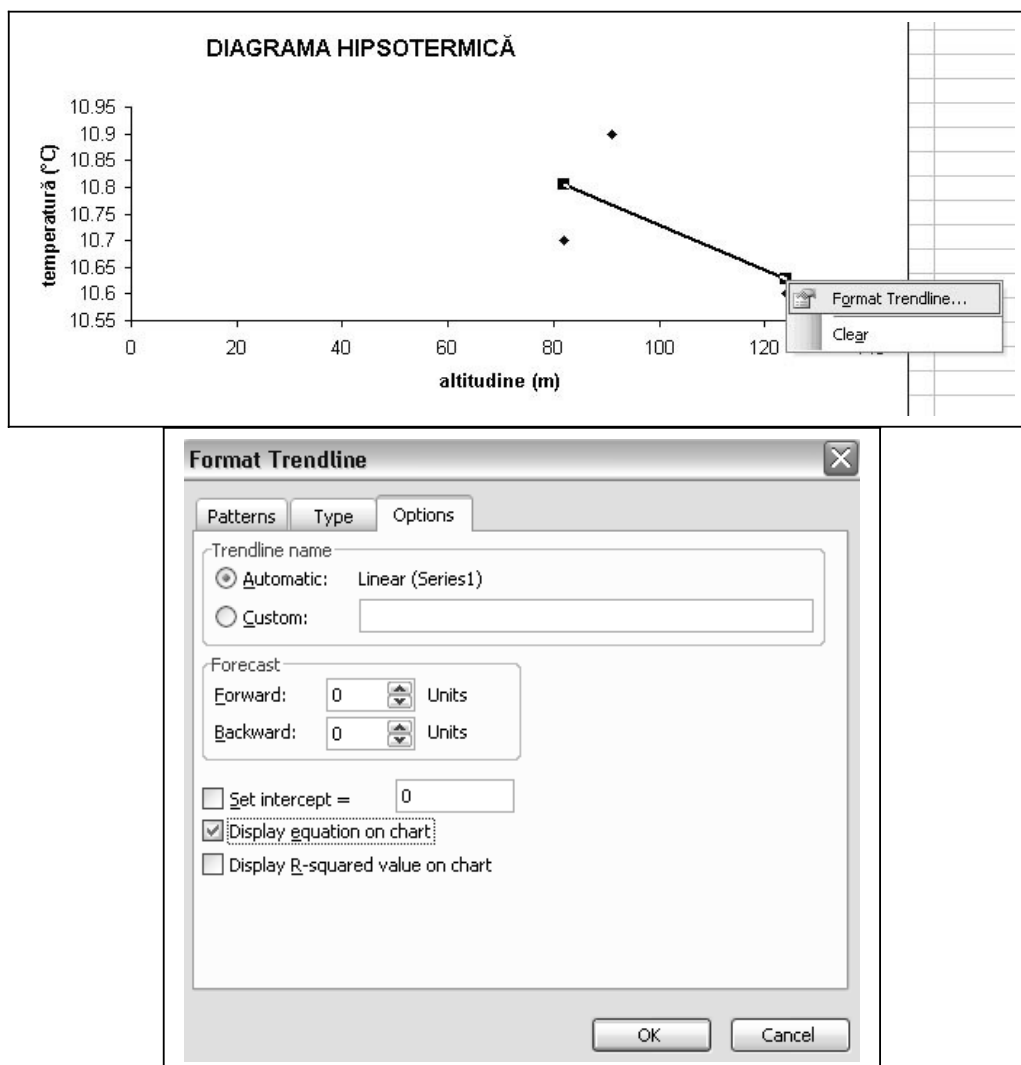 DIAGRAMA HIPSOTERMICĂ
temperatură (°C)
10.95
10.9
10.85
10.8
10.75
10.7
10.65
10.6
10.55
0 20 40 60 80 100 120
altitudine (m)
Format Trendline...
Clear
Format Trendline
Patterns Type Options
Trendline name
Automatic: Linear (Series1)
Custom:
Forecast
Forward: 0 Units
Backward: 0 Units
Set intercept = 0
Display equation on chart
Display R-squared value on chart
OK Cancel